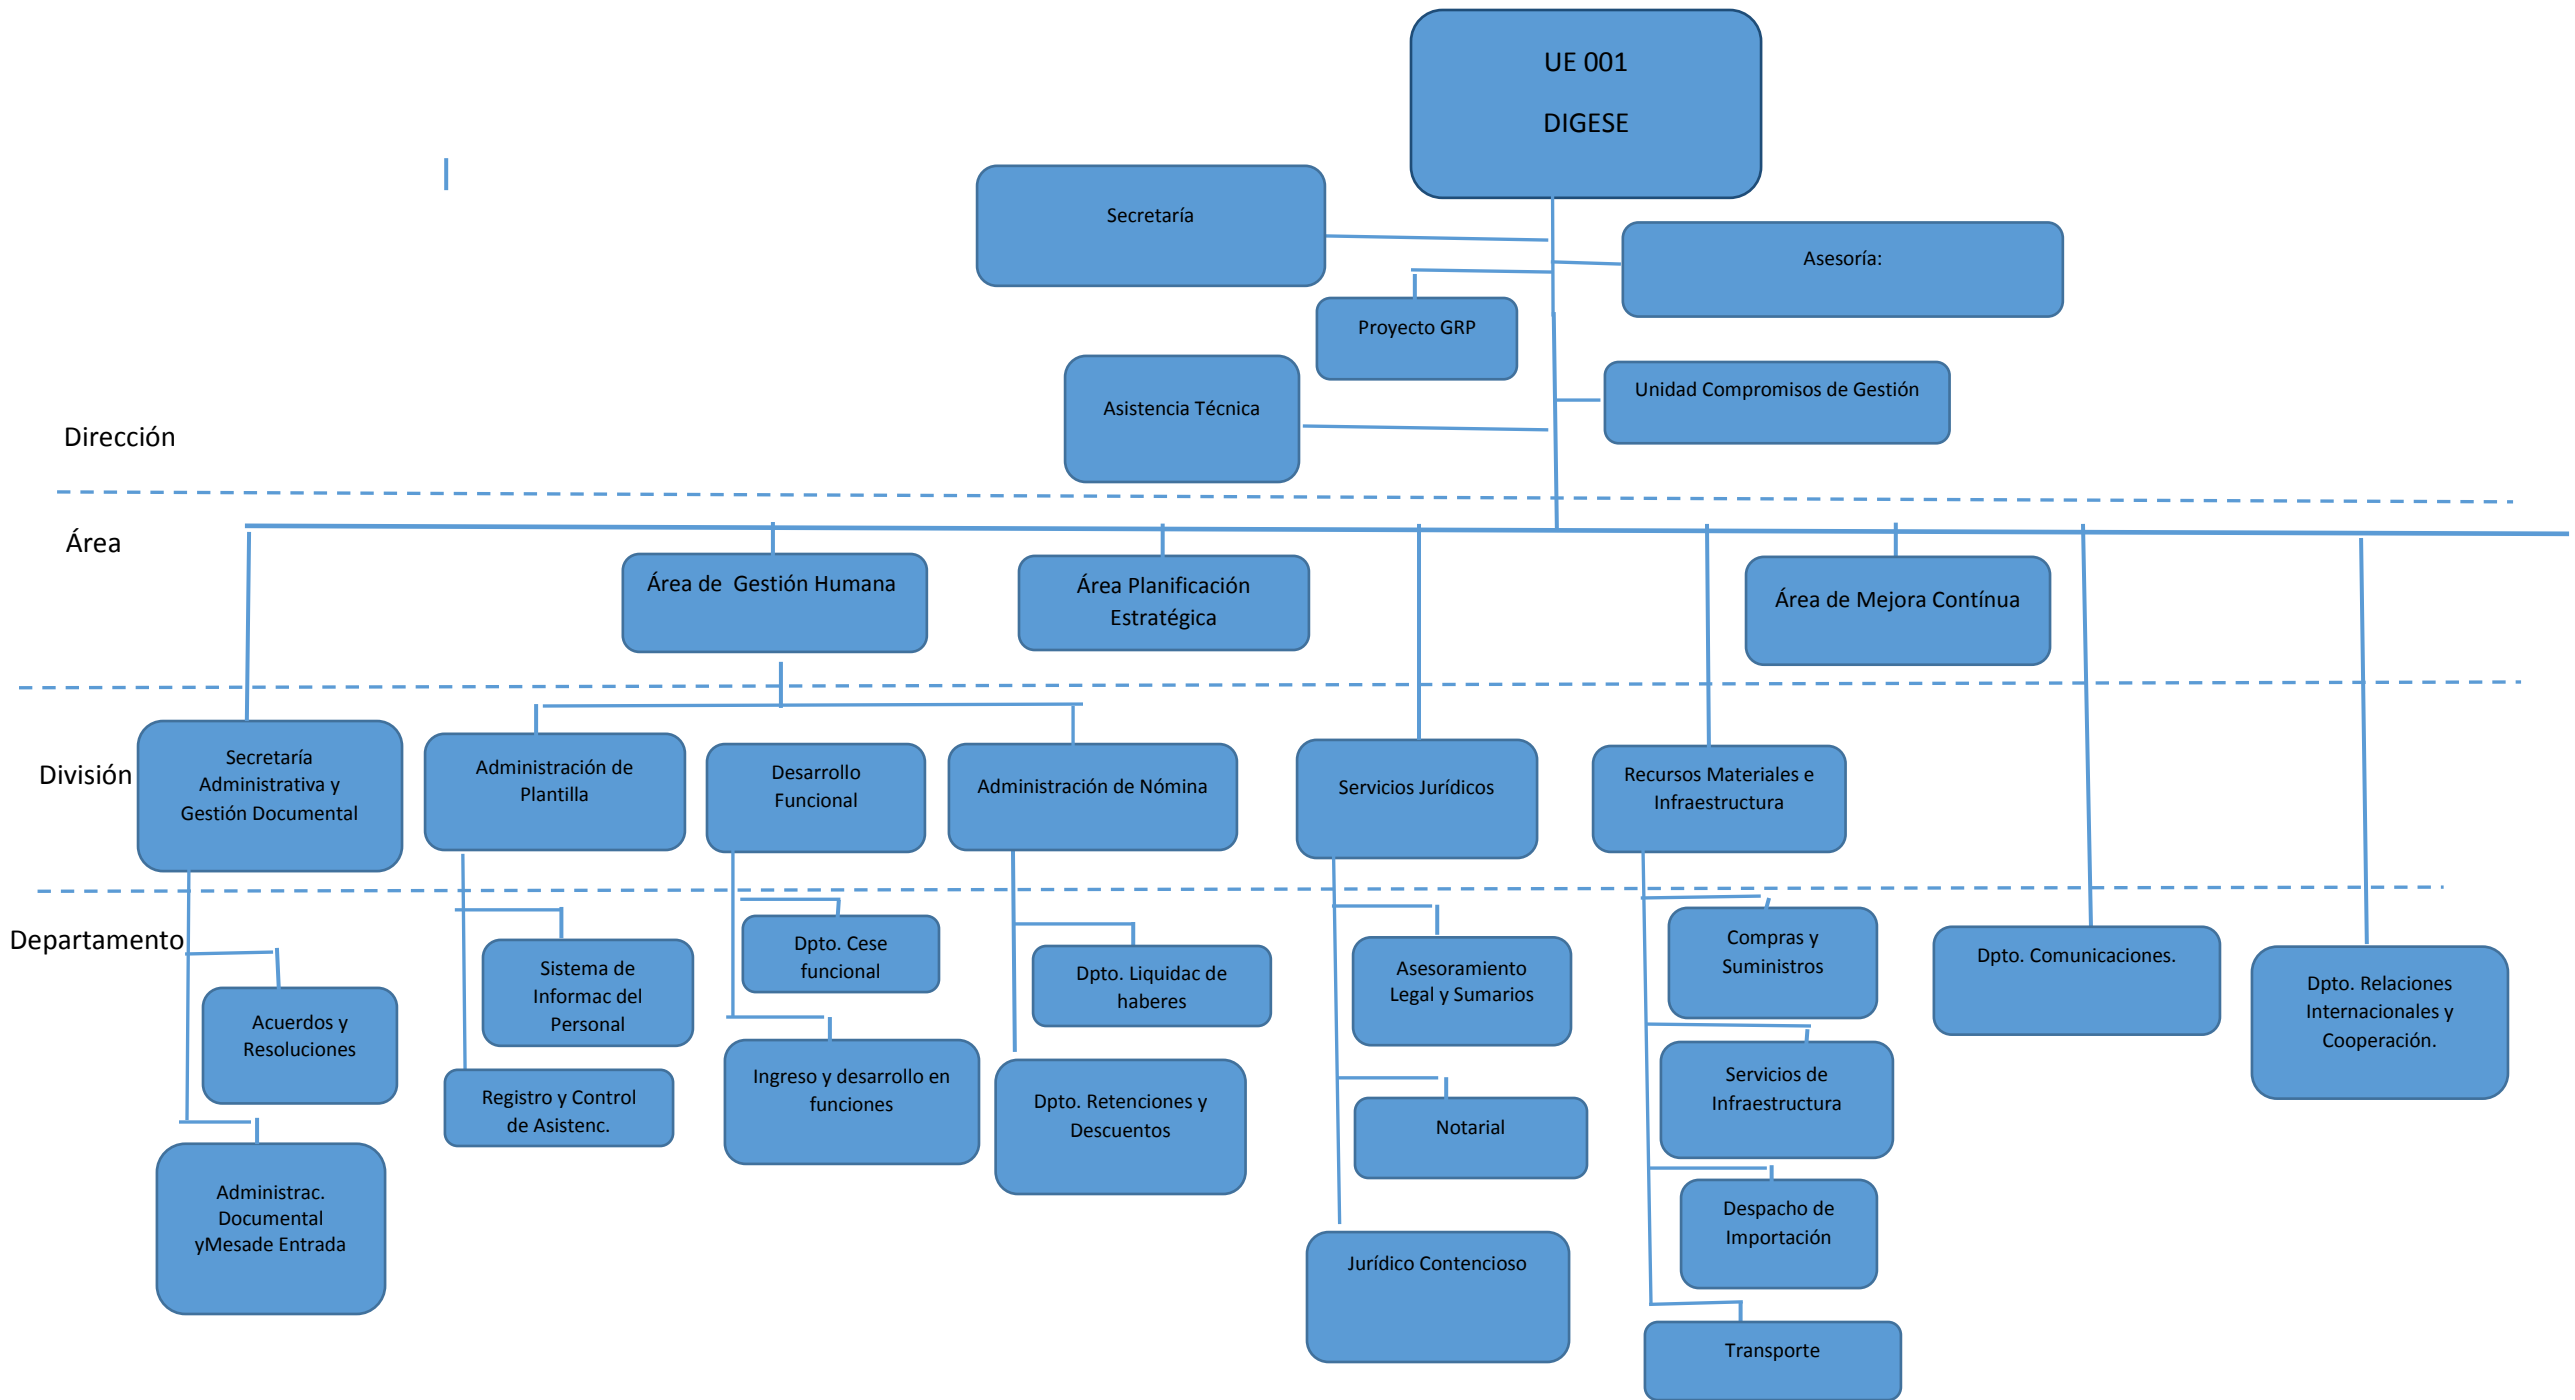 UE 001
DIGESE
Secretaría
Asesoría:
Proyecto GRP
Unidad Compromisos de Gestión
Asistencia Técnica
Dirección
Área
Área de  Gestión Humana
Área Planificación
Estratégica
Área de Mejora Contínua
División
Secretaría
Administrativa y
Gestión Documental
Administración de
Plantilla
Desarrollo
Funcional
Administración de Nómina
Servicios Jurídicos
Recursos Materiales e
Infraestructura
Departamento
Acuerdos y
Resoluciones
Administrac.
Documental
yMesade Entrada
Sistema de
Informac del
Personal
Registro y Control
de Asistenc.
Dpto. Cese
funcional
Ingreso y desarrollo en
funciones
Dpto. Liquidac de
haberes
Dpto. Retenciones y
Descuentos
Asesoramiento
Legal y Sumarios
Notarial
Jurídico Contencioso
Compras y
Suministros
Servicios de
Infraestructura
Despacho de
Importación
Transporte
Dpto. Comunicaciones.
Dpto. Relaciones
Internacionales y
Cooperación.